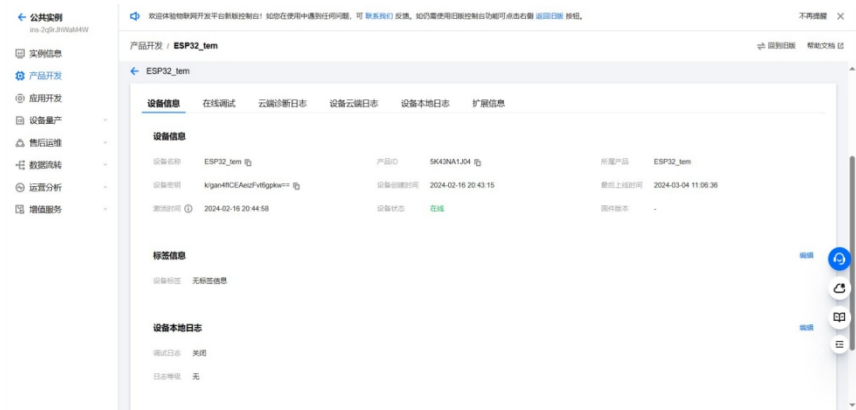 公共实例
ins-2qlkJhWaM4W
欢迎体验物联网开发平台新版控制台！如您在使用中遇到任何问题，可 联系我们 反馈。如仍需使用旧版控制台功能可点击右侧 返回旧版 按钮。
不再提醒
实例信息
产品开发
应用开发
设备量产
售后运维
数据流转
运营分析
增值服务
产品开发 / ESP32_tem
回到旧版 帮助文档
ESP32_tem
设备信息 在线调试 云端诊断日志 设备云端日志 设备本地日志 扩展信息
设备信息
设备名称 ESP32_tem 产品ID 5K43NA1J04 所属产品 ESP32_tem
设备密钥 设备创建时间 2024-02-16 20:43:15 最后上线时间 2024-03-04 11:06:36
激活时间 2024-02-16 20:44:58 设备状态 在线 固件版本 -
标签信息 编辑
设备标签 无标签信息
设备本地日志 编辑
调试日志 关闭
日志等级 无